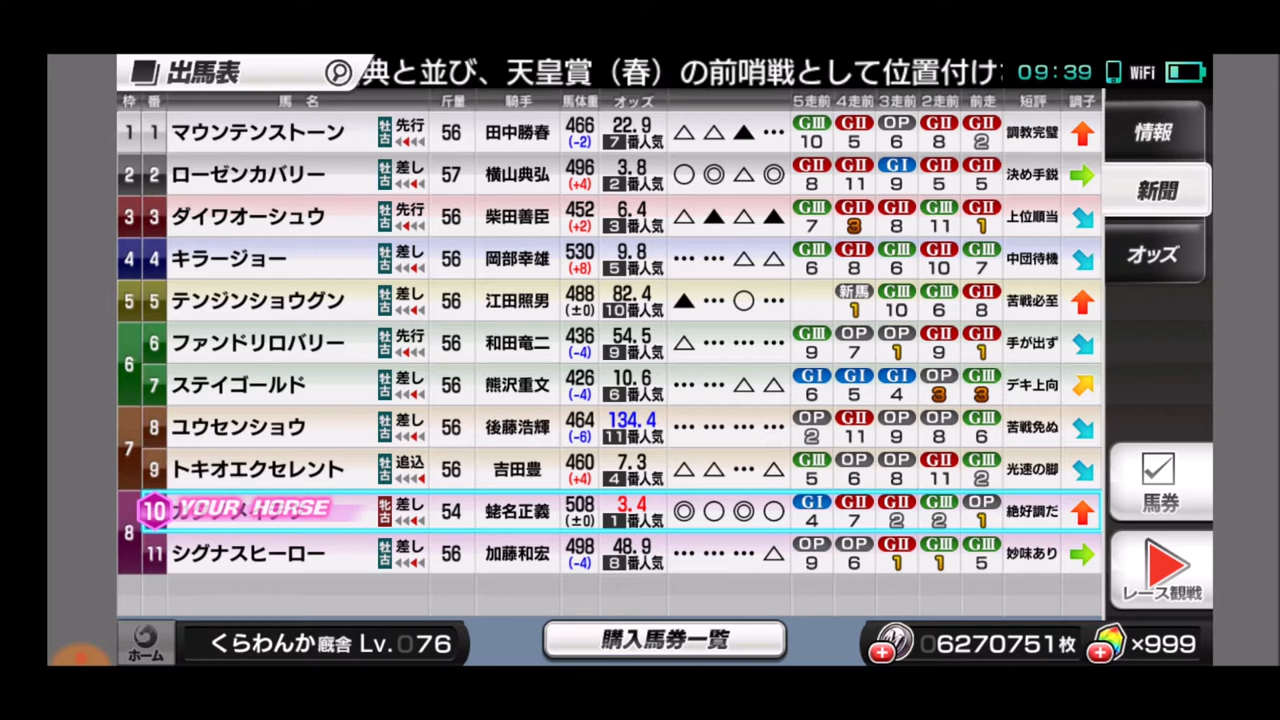 出馬表 典と並び、天皇賞（春）の前哨戦として位置付け 09:39 WiFi
枠 番 馬 名 斤量 騎手 馬体重 オッズ 5走前 4走前 3走前 2走前 前走 短評 調子
1 1 マウンテンストーン 牡古 先行 56 田中勝春 466 (-2) 22.9 7番人気 △ △ ▲ … GIII 10 GII 5 OP 6 GII 8 GII 2 調教完璧
2 2 ローゼンカバリー 牡古 差し 57 横山典弘 496 (+4) 3.8 2番人気 ○ ◎ △ ◎ GII 8 GII 11 GI 9 GII 5 GII 5 決め手鋭
3 3 ダイワオーシュウ 牡古 先行 56 柴田善臣 452 (+2) 6.4 3番人気 △ ▲ △ ▲ GIII 7 GII 3 GII 8 GIII 11 GII 1 上位順当
4 4 キラージョー 牡古 差し 56 岡部幸雄 530 (+8) 9.8 5番人気 … … △ △ GIII 6 GII 8 GIII 6 GII 10 GIII 7 中団待機
5 5 テンジンショウグン 牡古 差し 56 江田照男 488 (±0) 82.4 10番人気 ▲ … ○ … 新馬 1 GIII 10 GIII 6 GII 8 苦戦必至
6 6 ファンドリロバリー 牡古 先行 56 和田竜二 436 (-4) 54.5 9番人気 △ … … … GIII 9 OP 7 OP 1 GII 9 GII 1 手が出ず
7 ステイゴールド 牡古 差し 56 熊沢重文 426 (-4) 10.6 6番人気 … … △ △ GI 6 GI 5 GI 4 OP 3 GIII 3 デキ上向
7 8 ユウセンショウ 牡古 差し 56 後藤浩輝 464 (-6) 134.4 11番人気 … … … … OP 2 GII 11 OP 9 OP 8 GIII 6 苦戦免ぬ
9 トキオエクセレント 牡古 追込 56 吉田豊 460 (+4) 7.3 4番人気 △ △ … △ GIII 5 OP 6 OP 8 GII 11 GIII 2 光速の脚
8 10 YOUR HORSE 牝古 差し 54 蛯名正義 508 (±0) 3.4 1番人気 ◎ ○ ◎ ○ GI 4 GII 7 GII 2 GIII 2 OP 1 絶好調だ
11 シグナスヒーロー 牡古 差し 56 加藤和宏 498 (-4) 48.9 8番人気 … … … △ OP 9 OP 6 GII 1 GIII 1 GIII 5 妙味あり
情報
新聞
オッズ
馬券
レース観戦
ホーム くらわんか 厩舎 Lv.076 購入馬券一覧 06270751枚 ×999